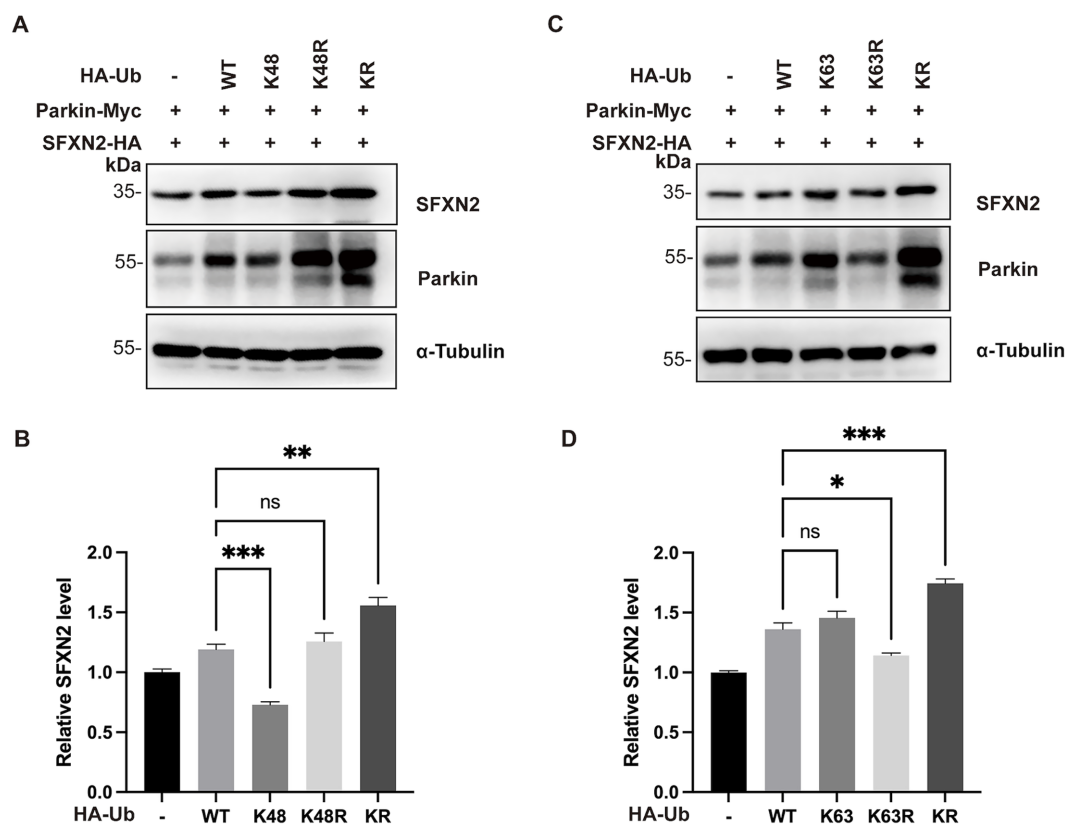 A
HA-Ub - WT K48 K48R KR
Parkin-Myc + + + + +
SFXN2-HA + + + + +
kDa
35- SFXN2
55- Parkin
55- α-Tubulin
C
HA-Ub - WT K63 K63R KR
Parkin-Myc + + + + +
SFXN2-HA + + + + +
kDa
35- SFXN2
55- Parkin
55- α-Tubulin
B
**
ns
***
Relative SFXN2 level
2.0
1.5
1.0
0.5
0.0
HA-Ub - WT K48 K48R KR
D
***
*
ns
Relative SFXN2 level
2.0
1.5
1.0
0.5
0.0
HA-Ub - WT K63 K63R KR